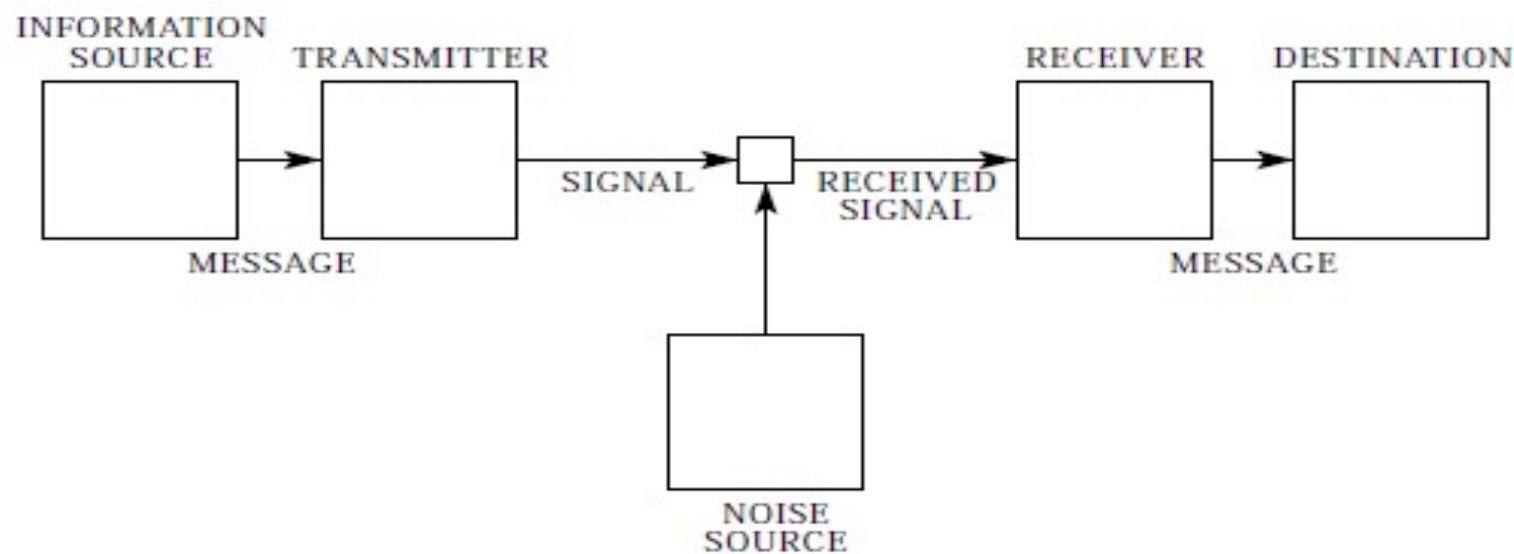 INFORMATION
SOURCE
TRANSMITTER
RECEIVER
DESTINATION
SIGNAL
RECEIVED
SIGNAL
MESSAGE
MESSAGE
NOISE
SOURCE